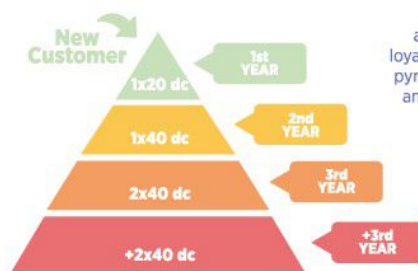 New
Customer
1x20 dc
1st
YEAR
1x40 dc
2nd
YEAR
2x40 dc
3rd
YEAR
+2x40 dc
+3rd
YEAR